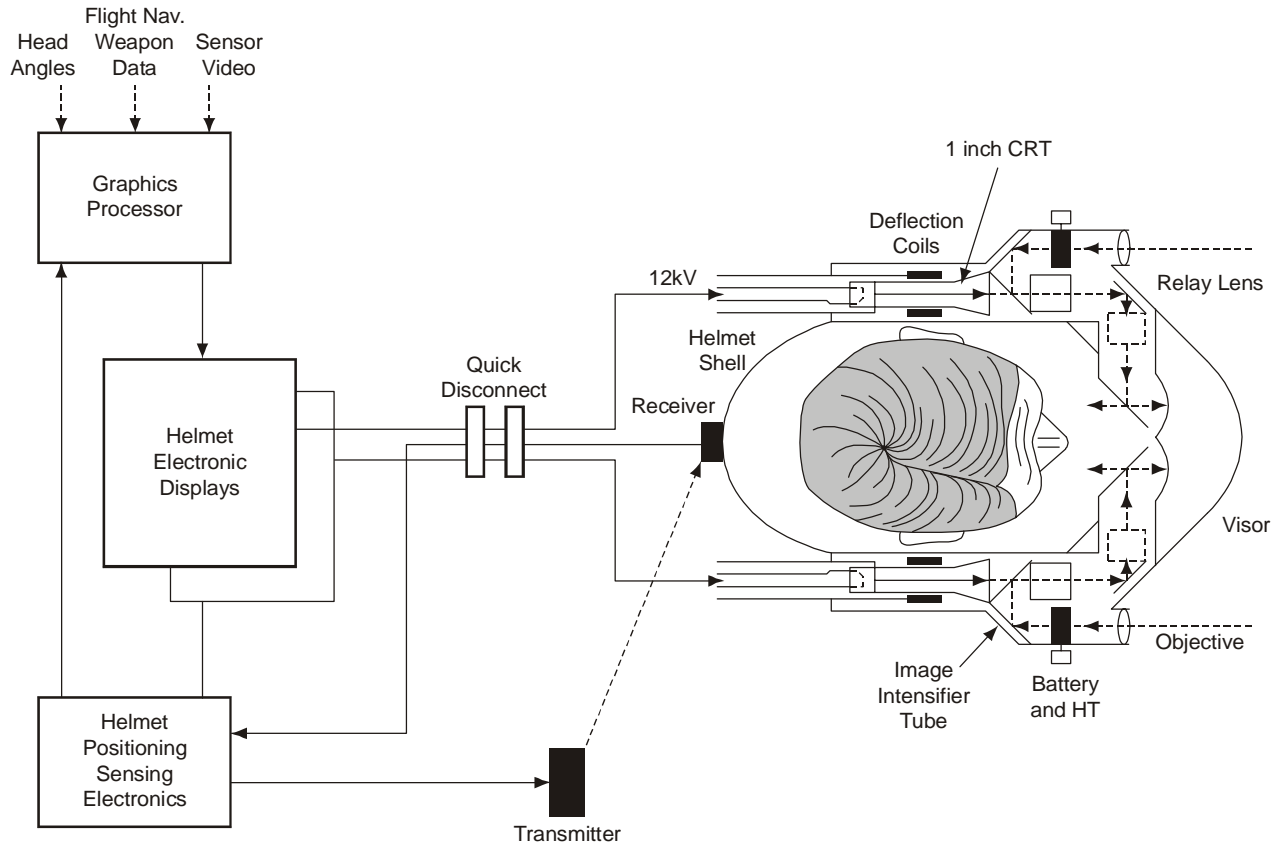 Flight Nav.
Head
Weapon
Sensor
Angles
Data
Video
Graphics
Processor
1 inch CRT
Deflection
Coils
12kV
Relay Lens
Helmet
Shell
Quick
Disconnect
Receiver
Helmet
Electronic
Displays
Visor
Objective
Image
Intensifier
Tube
Battery
and HT
Helmet
Positioning
Sensing
Electronics
Transmitter